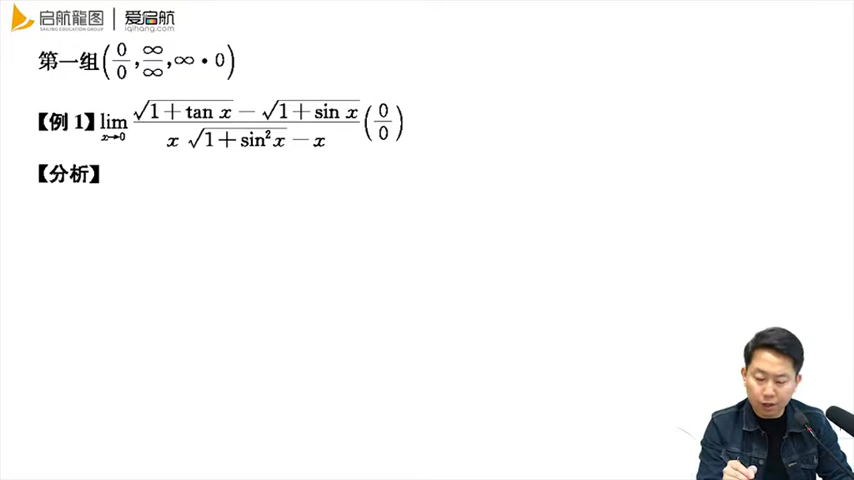 启航龍图 | 爱启航
SAILING EDUCATION GROUP iqihang.com
第一组(0/0, ∞/∞, ∞·0)
【例1】lim x→0 (√(1+tan x) − √(1+sin x)) / (x √(1+sin²x) − x) (0/0)
【分析】